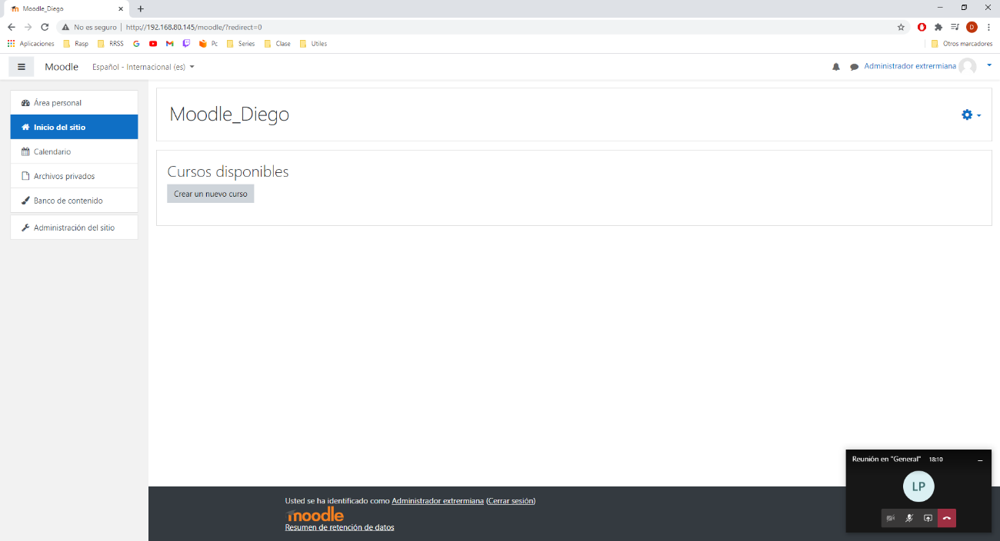 Moodle_Diego
No es seguro | http://192.168.80.145/moodle/?redirect=0
D
Aplicaciones Rasp RRSS Pc Series Clase Utiles Otros marcadores
Moodle Español - Internacional (es) Administrador extrermiana
Área personal
Inicio del sitio
Calendario
Archivos privados
Banco de contenido
Administración del sitio
Moodle_Diego
Cursos disponibles
Crear un nuevo curso
Reunión en "General" 18:10
LP
Usted se ha identificado como Administrador extrermiana (Cerrar sesión)
moodle
Resumen de retención de datos